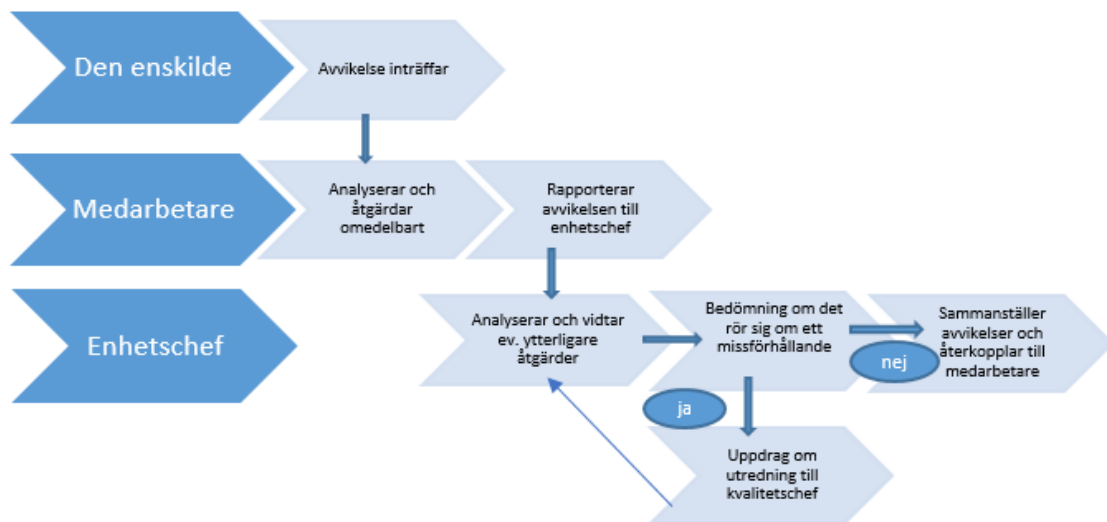 Den enskilde
Avvikelse inträffar
Medarbetare
Analyserar och
åtgärdar
omedelbart
Rapporterar
avvikelsen till
enhetschef
Enhetschef
Analyserar och vidtar
ev. ytterligare
åtgärder
Bedömning om det
rör sig om ett
missförhållande
nej
Sammanställer
avvikelser och
återkopplar till
medarbetare
ja
Uppdrag om
utredning till
kvalitetschef